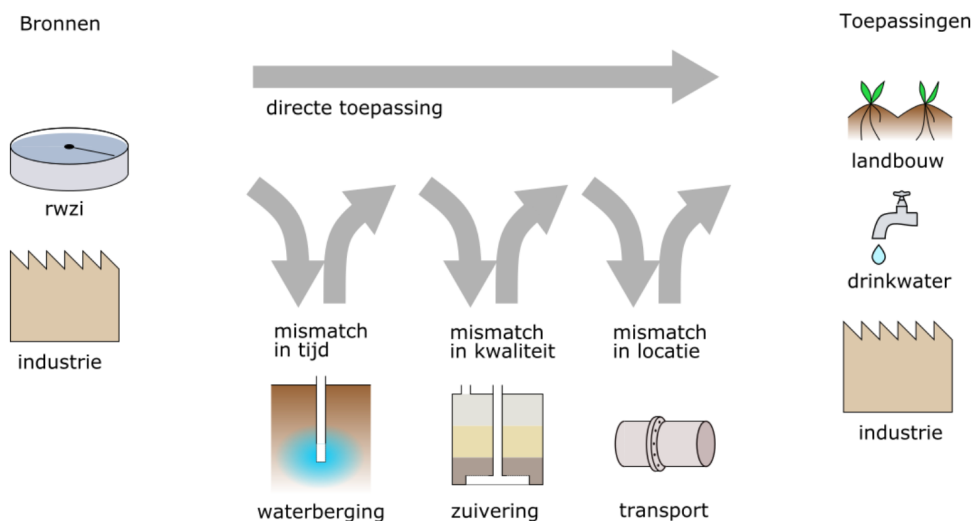 Bronnen
Toepassingen
directe toepassing
rwzi
industrie
landbouw
drinkwater
industrie
mismatch
in tijd
mismatch
in kwaliteit
mismatch
in locatie
waterberging
zuivering
transport